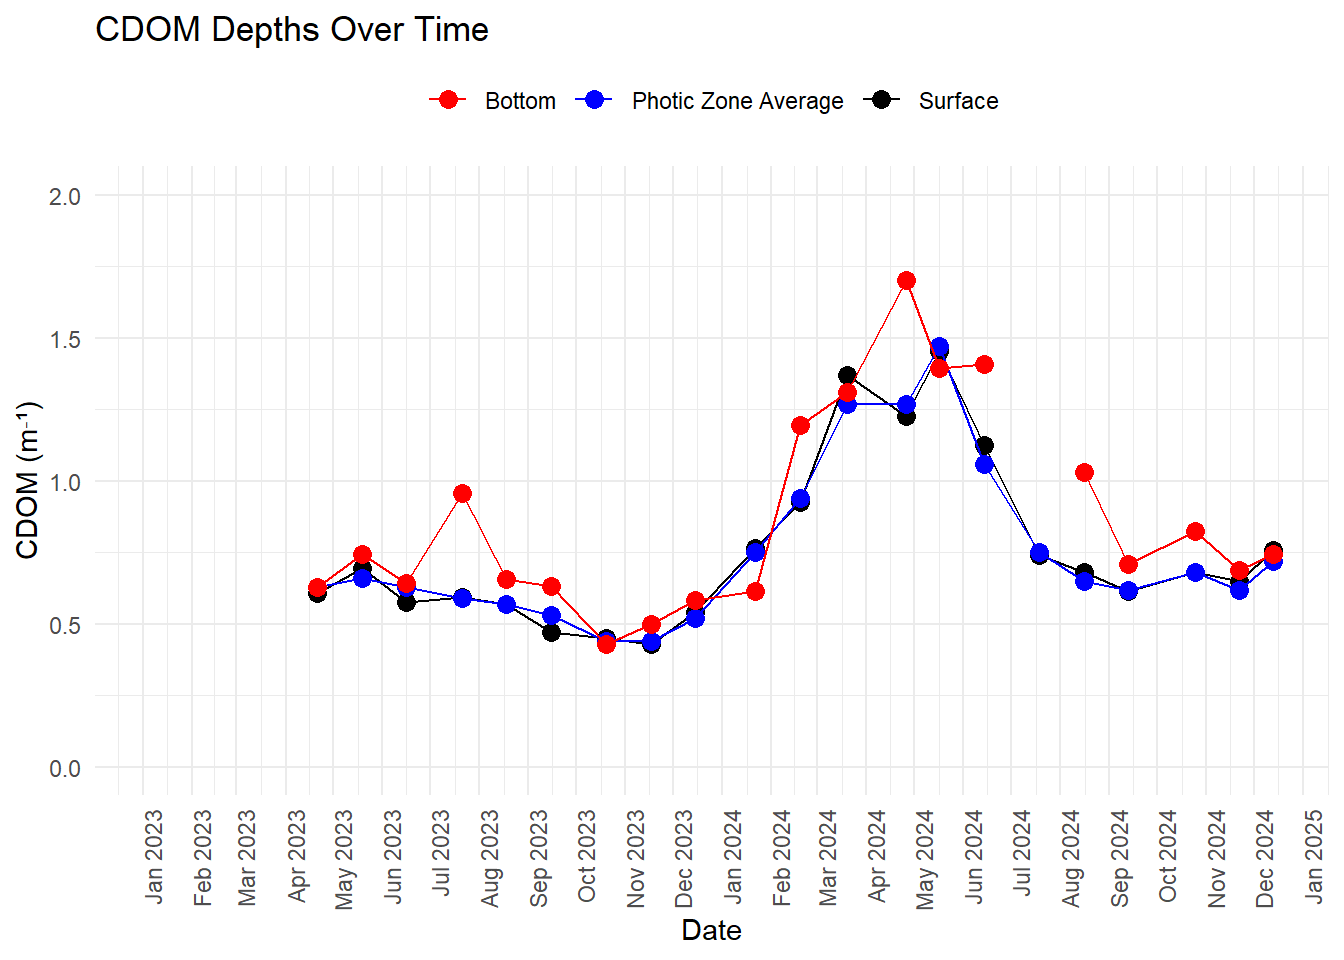 CDOM Depths Over Time
Bottom Photic Zone Average Surface
CDOM (m⁻¹)
2.0
1.5
1.0
0.5
0.0
Jan 2023
Feb 2023
Mar 2023
Apr 2023
May 2023
Jun 2023
Jul 2023
Aug 2023
Sep 2023
Oct 2023
Nov 2023
Dec 2023
Jan 2024
Feb 2024
Mar 2024
Apr 2024
May 2024
Jun 2024
Jul 2024
Aug 2024
Sep 2024
Oct 2024
Nov 2024
Dec 2024
Jan 2025
Date